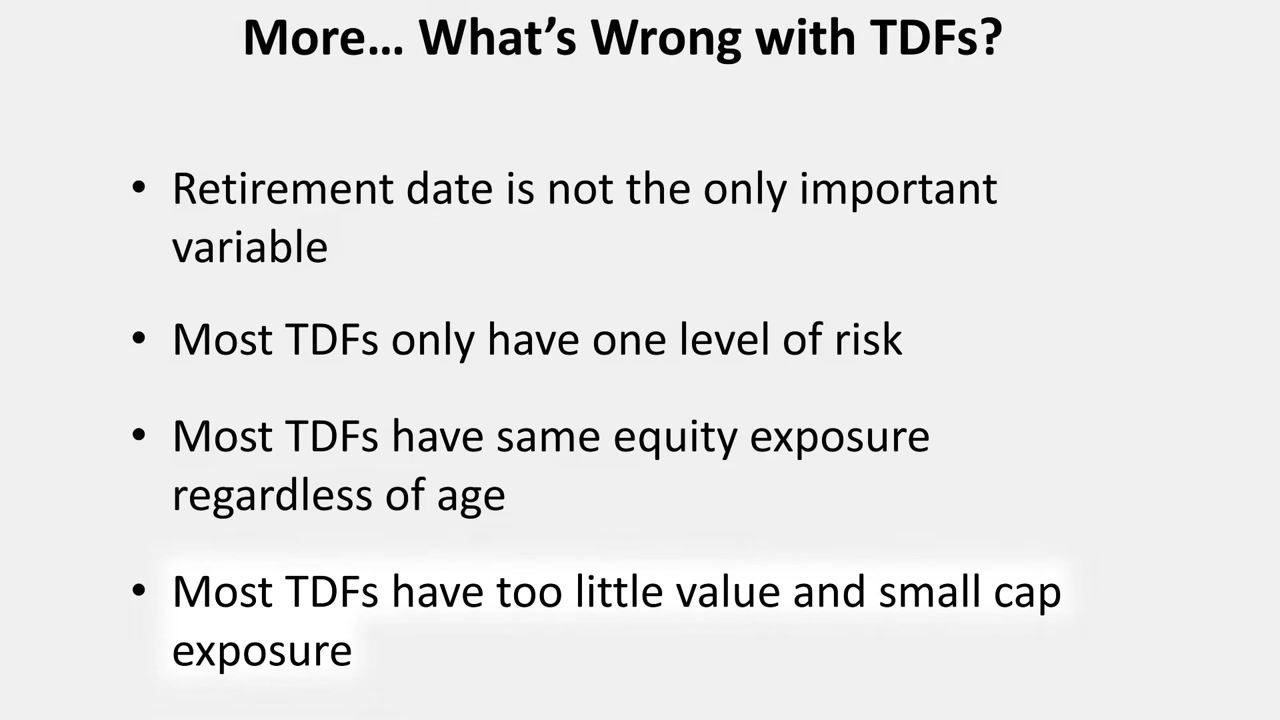 More... What’s Wrong with TDFs?
• Retirement date is not the only important
variable
• Most TDFs only have one level of risk
• Most TDFs have same equity exposure
regardless of age
• Most TDFs have too little value and small cap
exposure